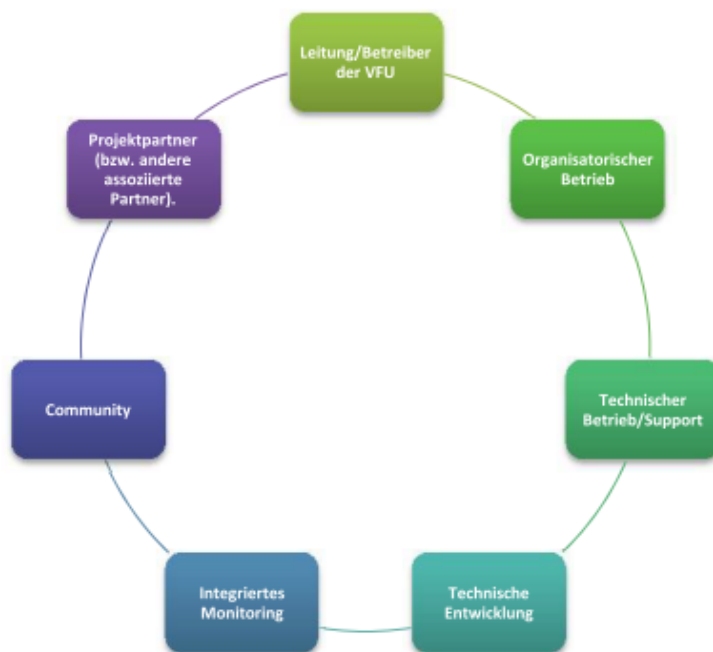 Leitung/Betreiber
der VFU
Organisatorischer
Betrieb
Technischer
Betrieb/Support
Technische
Entwicklung
Integriertes
Monitoring
Community
Projektpartner
(bzw. andere
assoziierte
Partner).